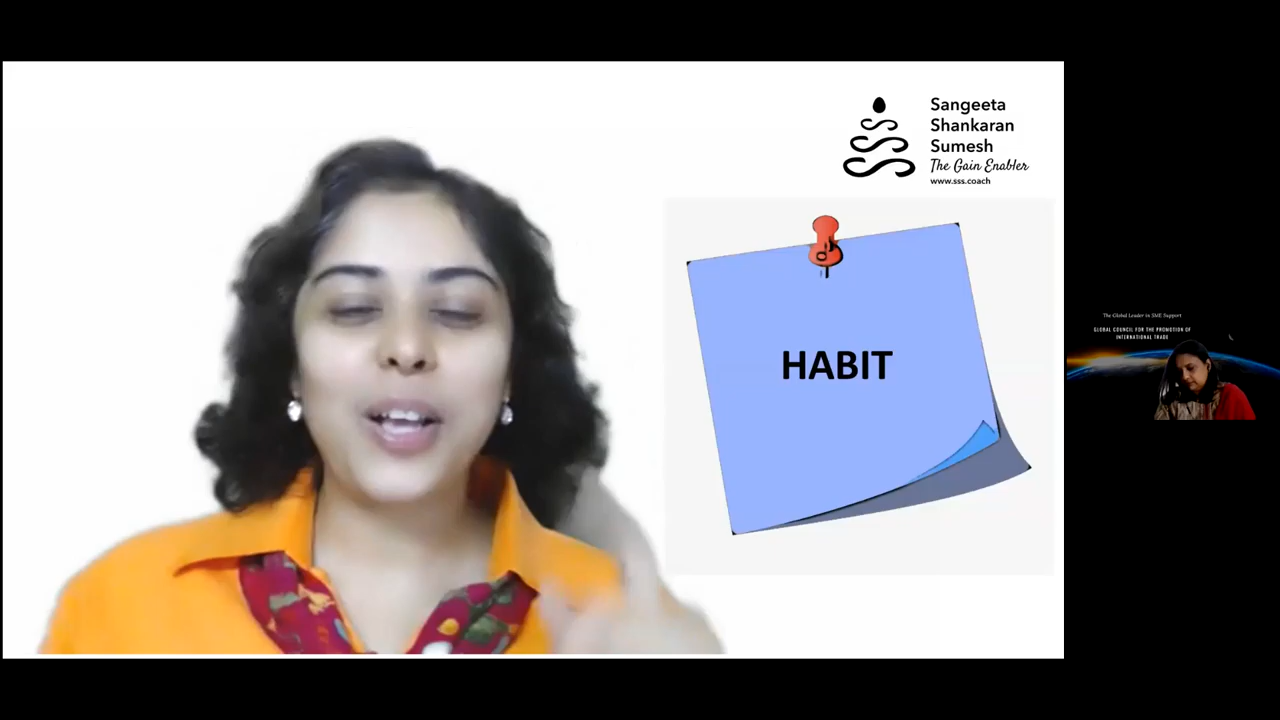 Sangeeta
Shankaran
Sumesh
The Gain Enabler
www.sss.coach
HABIT
The Global Leader in SME Support
GLOBAL COUNCIL FOR THE PROMOTION OF
INTERNATIONAL TRADE